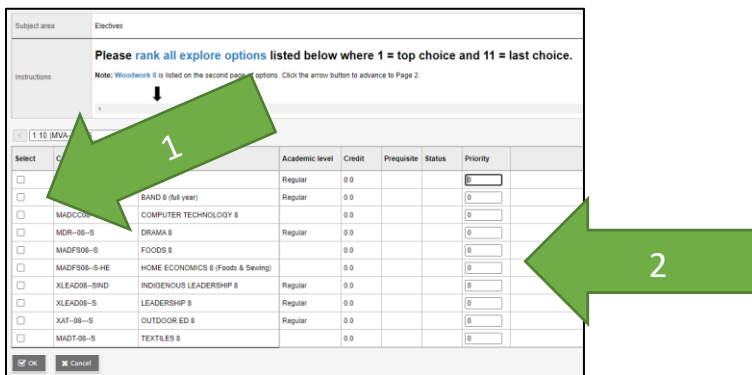 Subject area Electives
Please rank all explore options listed below where 1 = top choice and 11 = last choice.
Instructions
Note: Woodwork 8 is listed on the second page of options. Click the arrow button to advance to Page 2.
1
< 1:10 (MVA-
Select Academic level Credit Prequisite Status Priority
Regular 0.0 0
BAND 8 (full year) Regular 0.0 0
MADCC08 COMPUTER TECHNOLOGY 8 0.0 0
MDR--08--S DRAMA 8 Regular 0.0 0
MADFS08--S FOODS 8 0.0 0
2
MADFS08--S-HE HOME ECONOMICS 8 (Foods & Sewing) 0.0 0
XLEAD08--SIND INDIGENOUS LEADERSHIP 8 Regular 0.0 0
XLEAD08--S LEADERSHIP 8 Regular 0.0 0
XAT--08---S OUTDOOR ED 8 Regular 0.0 0
MADT-08--S TEXTILES 8 0.0 0
OK Cancel